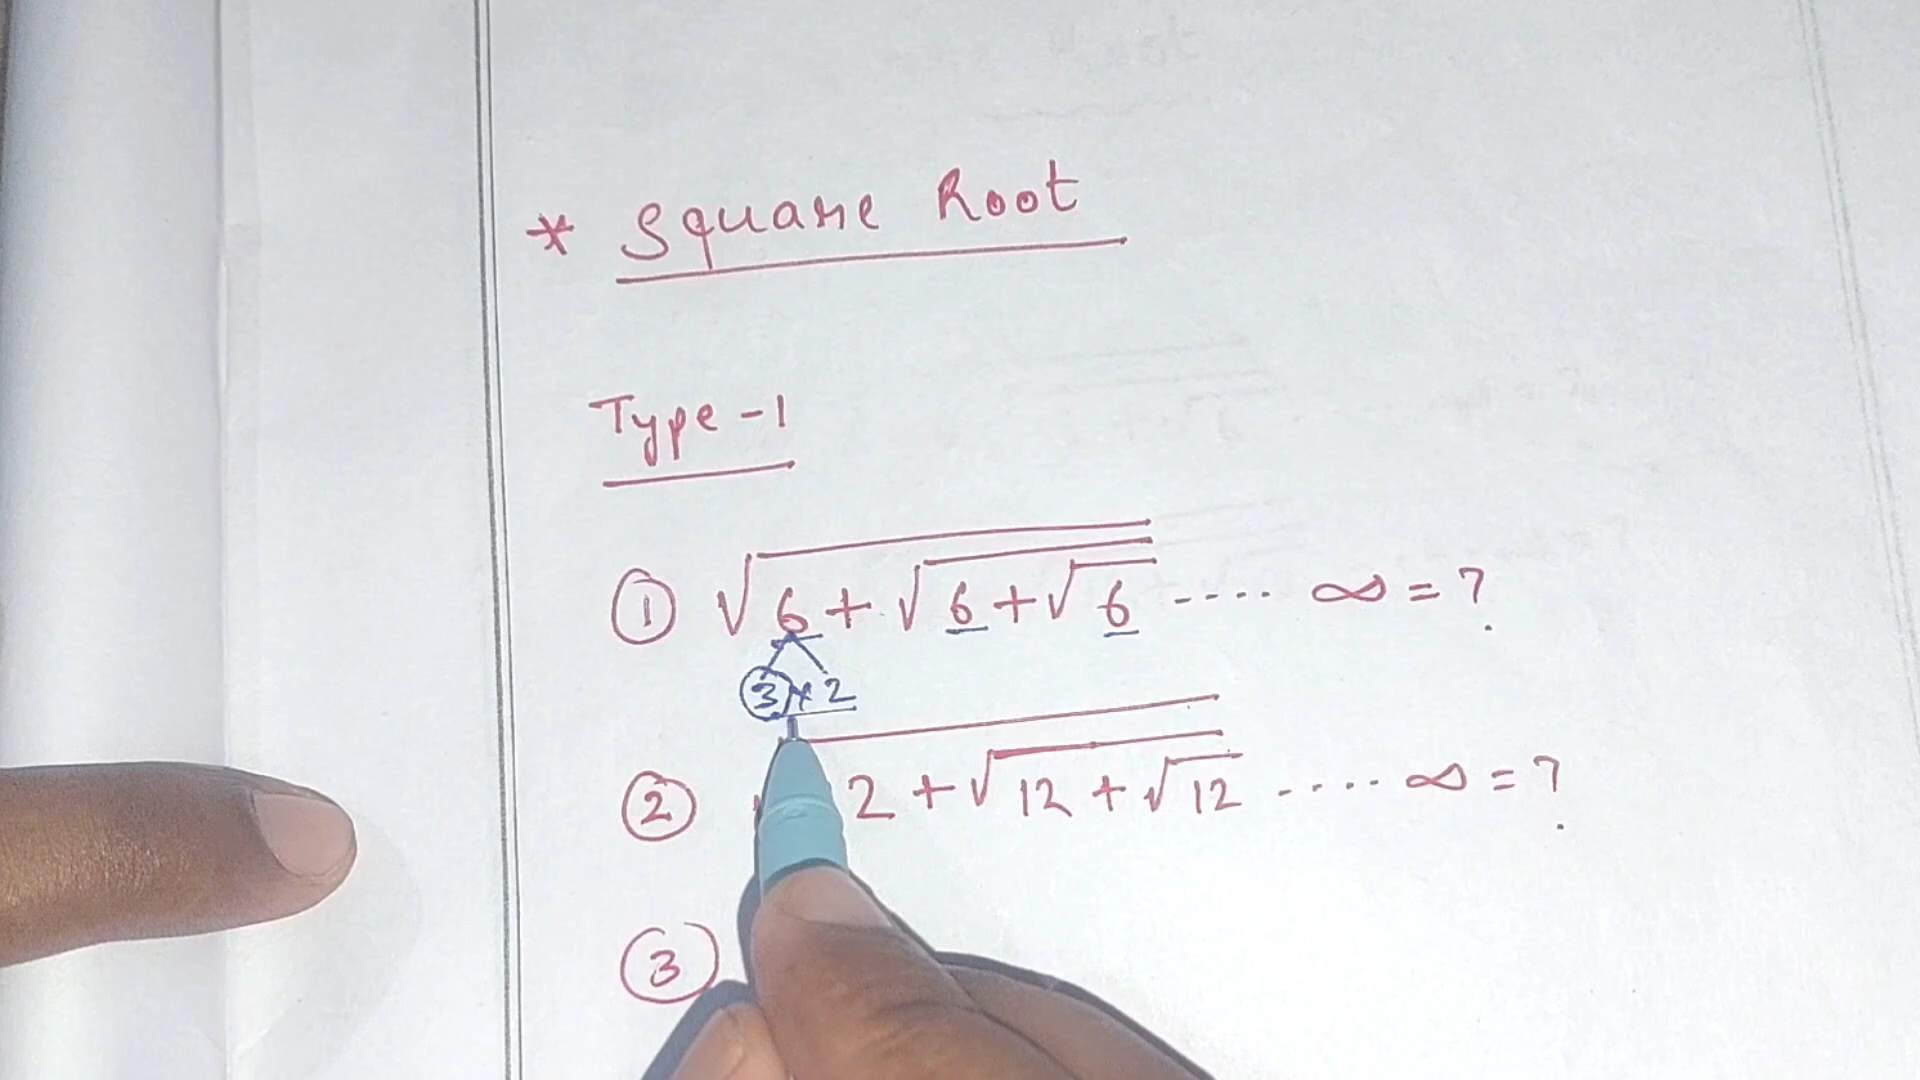 * Square Root
Type-1
① √6 + √6 + √6 ---- ∞ = ?
3 × 2
② 2 + √12 + √12 ---- ∞ = ?
③